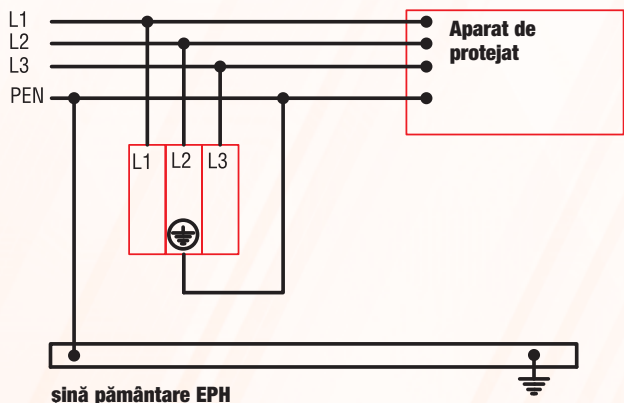 L1
L2
L3
PEN
Aparat de
protejat
L1 L2 L3
șină pământare EPH